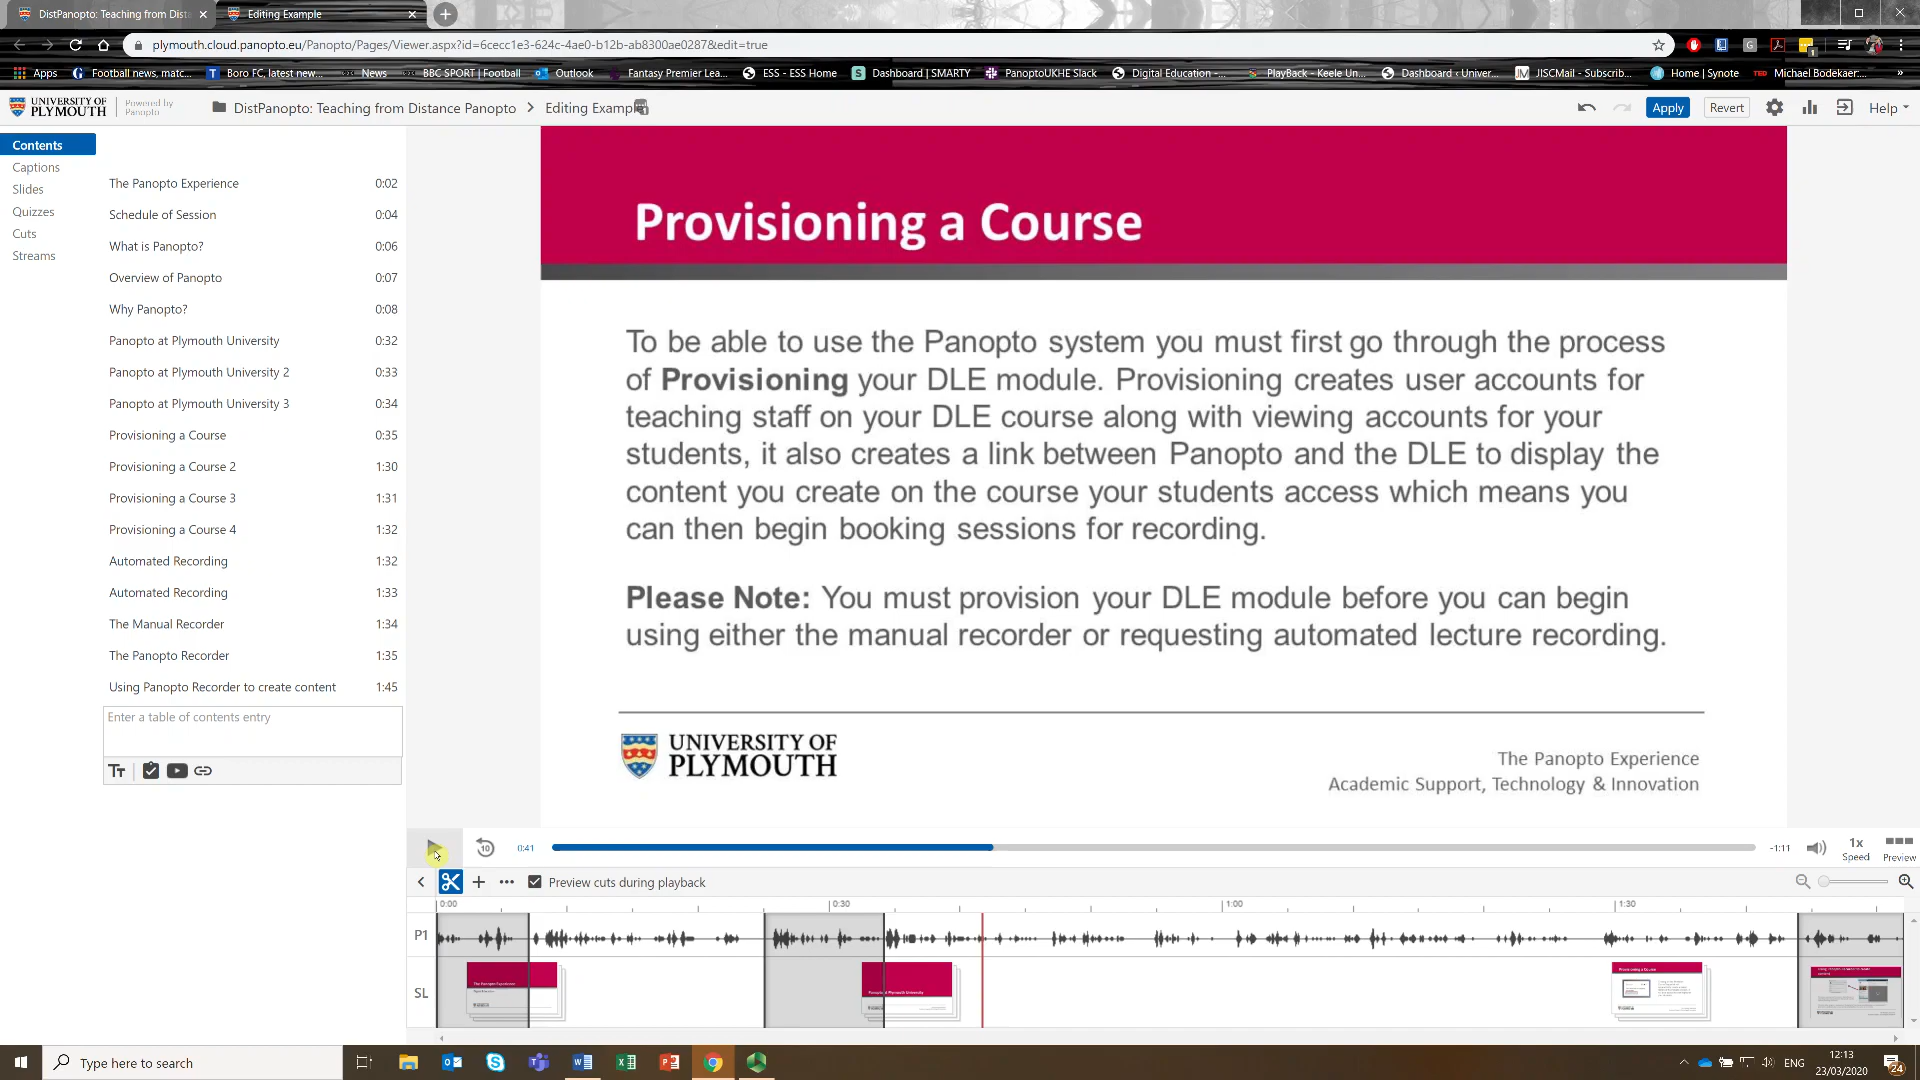 DistPanopto: Teaching from Dista
Editing Example
plymouth.cloud.panopto.eu/Panopto/Pages/Viewer.aspx?id=6cecc1e3-624c-4ae0-b12b-ab8300ae0287&edit=true
Apps
Football news, matc...
Boro FC, latest new...
News
BBC SPORT | Football
Outlook
Fantasy Premier Lea...
ESS - ESS Home
Dashboard | SMARTY
PanoptoUKHE Slack
Digital Education -...
PlayBack - Keele Un...
Dashboard ‹ Univer...
JISCMail - Subscrib...
Home | Synote
Michael Bodekaer:...
UNIVERSITY OF PLYMOUTH
Powered by Panopto
DistPanopto: Teaching from Distance Panopto > Editing Example
Apply
Revert
Help
Contents
Captions
Slides
Quizzes
Cuts
Streams
The Panopto Experience 0:02
Schedule of Session 0:04
What is Panopto? 0:06
Overview of Panopto 0:07
Why Panopto? 0:08
Panopto at Plymouth University 0:32
Panopto at Plymouth University 2 0:33
Panopto at Plymouth University 3 0:34
Provisioning a Course 0:35
Provisioning a Course 2 1:30
Provisioning a Course 3 1:31
Provisioning a Course 4 1:32
Automated Recording 1:32
Automated Recording 1:33
The Manual Recorder 1:34
The Panopto Recorder 1:35
Using Panopto Recorder to create content 1:45
Enter a table of contents entry
Provisioning a Course
To be able to use the Panopto system you must first go through the process
of Provisioning your DLE module. Provisioning creates user accounts for
teaching staff on your DLE course along with viewing accounts for your
students, it also creates a link between Panopto and the DLE to display the
content you create on the course your students access which means you
can then begin booking sessions for recording.
Please Note: You must provision your DLE module before you can begin
using either the manual recorder or requesting automated lecture recording.
UNIVERSITY OF
PLYMOUTH
The Panopto Experience
Academic Support, Technology & Innovation
10
0:41
-1:11
1x
Speed
Preview
Preview cuts during playback
0:00
0:30
1:00
1:30
P1
SL
The Panopto Experience
Panopto at Plymouth University
Provisioning a Course
Type here to search
ENG
12:13
23/03/2020
24